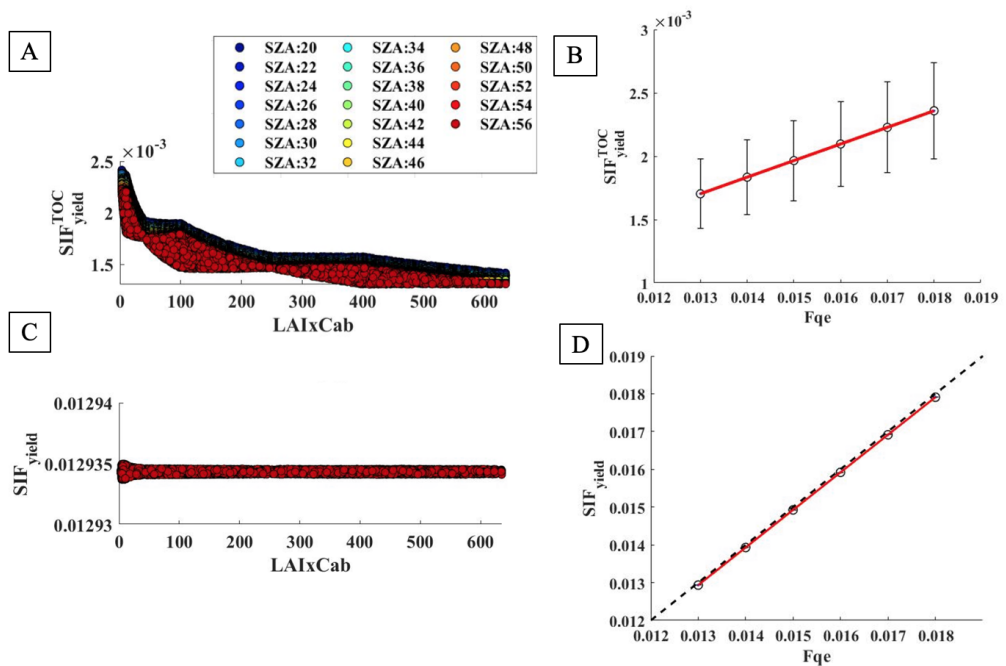 A
SZA:20 SZA:34 SZA:48
SZA:22 SZA:36 SZA:50
SZA:24 SZA:38 SZA:52
SZA:26 SZA:40 SZA:54
SZA:28 SZA:42 SZA:56
SZA:30 SZA:44
SZA:32 SZA:46
×10⁻³
2.5
2
1.5
SIF^TOC_yield
0 100 200 300 400 500 600
LAIxCab
B
×10⁻³
3
2.5
2
1.5
1
SIF^TOC_yield
0.012 0.013 0.014 0.015 0.016 0.017 0.018 0.019
Fqe
C
0.01294
0.012935
0.01293
SIF_yield
0 100 200 300 400 500 600
LAIxCab
D
0.019
0.018
0.017
0.016
0.015
0.014
0.013
0.012
SIF_yield
0.012 0.013 0.014 0.015 0.016 0.017 0.018
Fqe